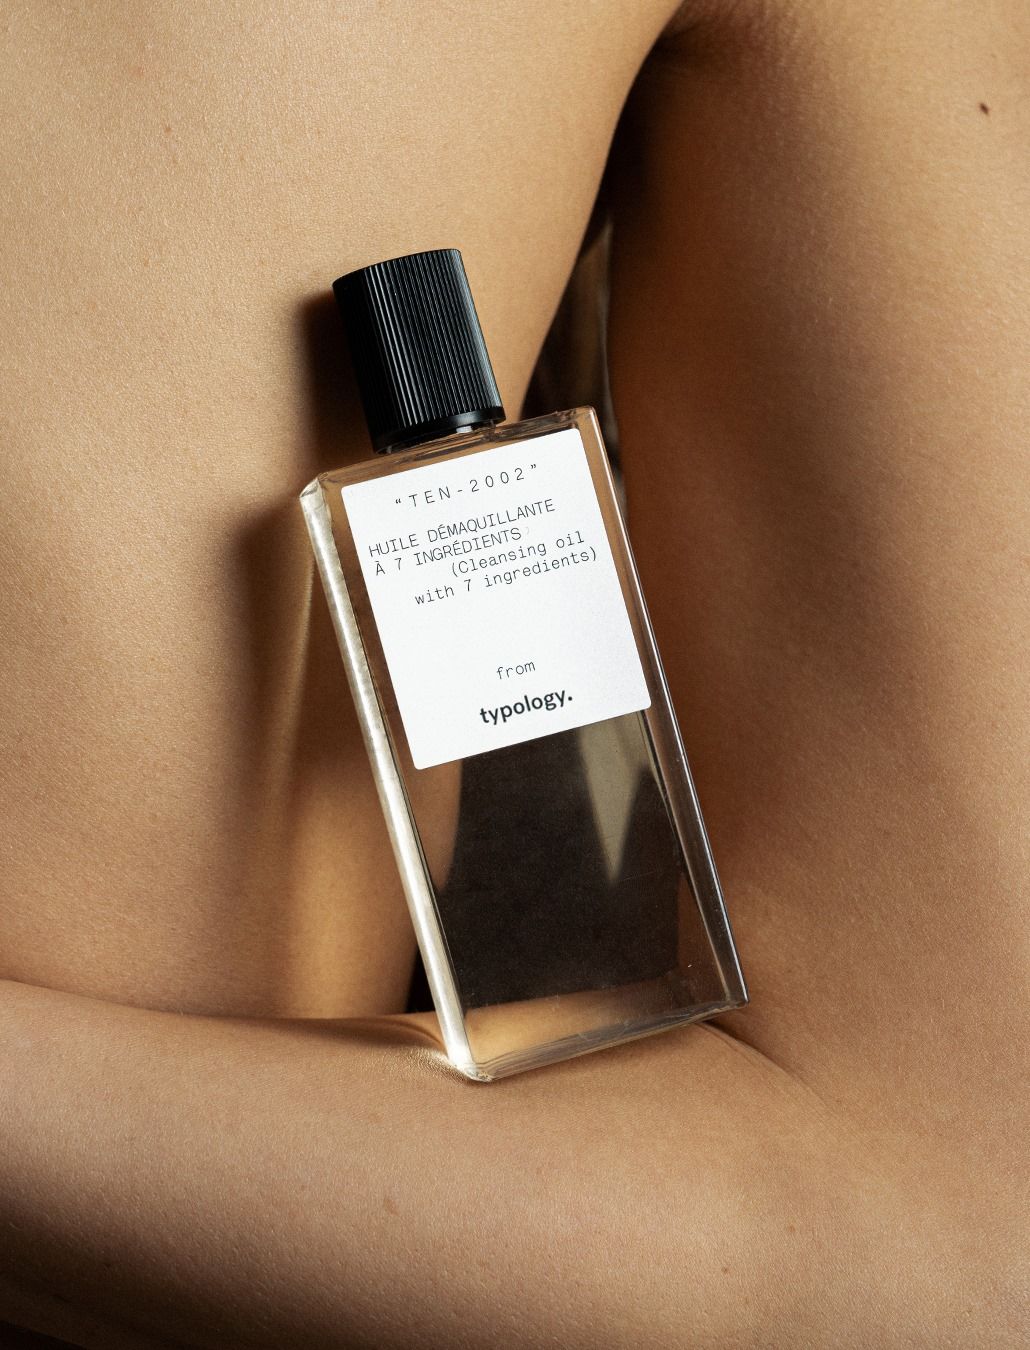 “TEN-2002”
HUILE DÉMAQUILLANTE
À 7 INGRÉDIENTS
(Cleansing oil
with 7 ingredients)
from
typology.